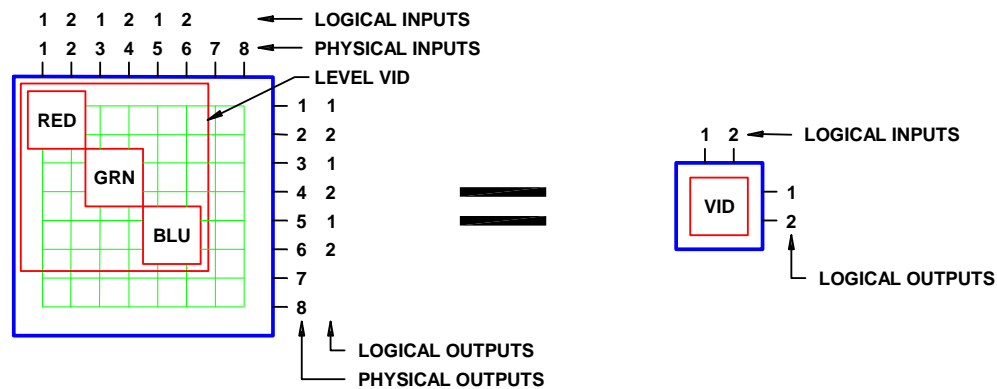 1 2 1 2 1 2 LOGICAL INPUTS
1 2 3 4 5 6 7 8 PHYSICAL INPUTS
LEVEL VID
RED
1 1
2 2
GRN
3 1
4 2
BLU
5 1
6 2
7
8
LOGICAL OUTPUTS
PHYSICAL OUTPUTS
1 2 LOGICAL INPUTS
VID
1
2
LOGICAL OUTPUTS